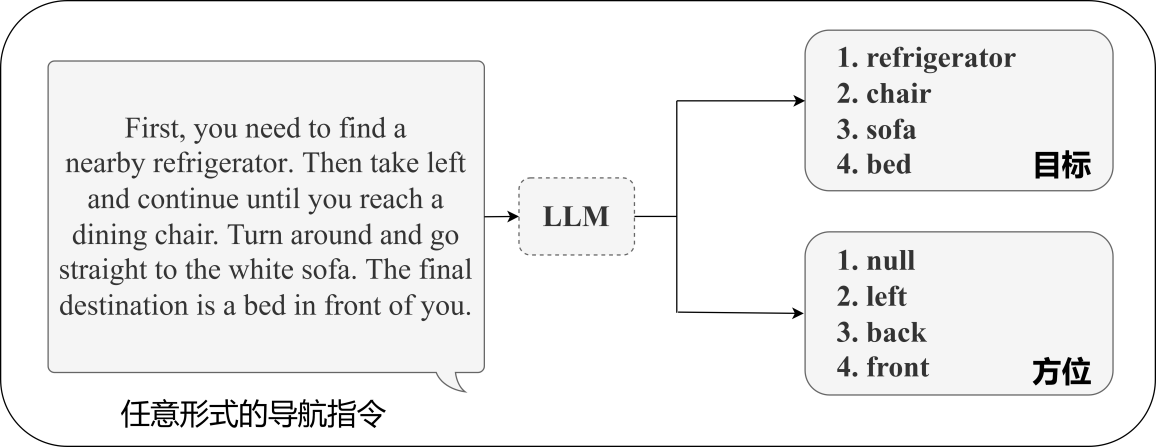 First, you need to find a
nearby refrigerator. Then take left
and continue until you reach a
dining chair. Turn around and go
straight to the white sofa. The final
destination is a bed in front of you.
任意形式的导航指令
LLM
1. refrigerator
2. chair
3. sofa
4. bed
目标
1. null
2. left
3. back
4. front
方位